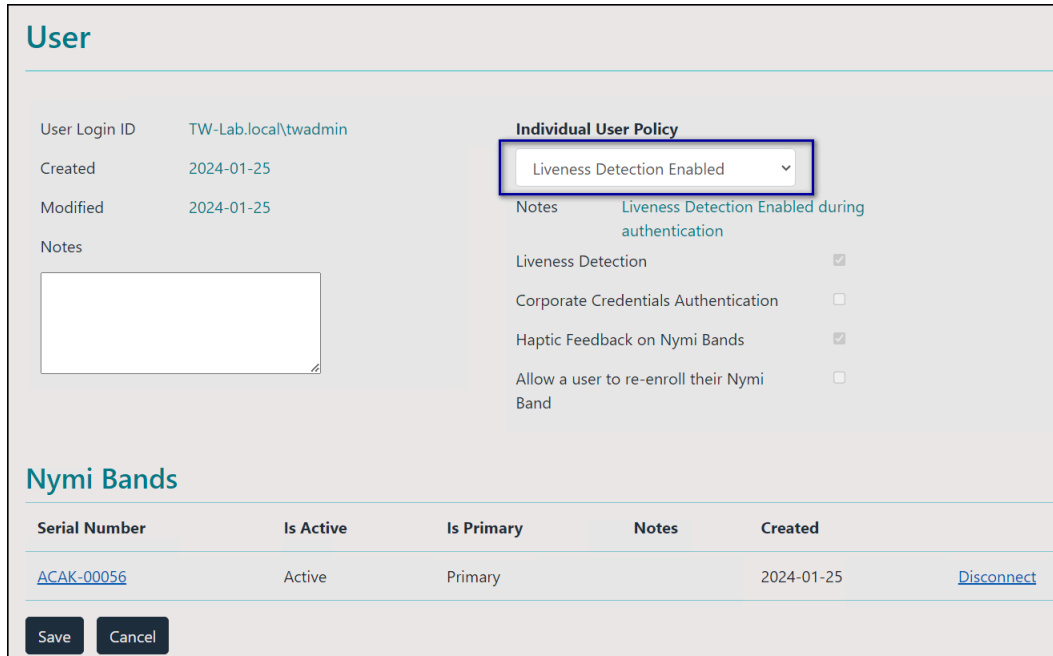 User
User Login ID TW-Lab.local\twadmin
Created 2024-01-25
Modified 2024-01-25
Notes
Individual User Policy
Liveness Detection Enabled
Notes Liveness Detection Enabled during
authentication
Liveness Detection
Corporate Credentials Authentication
Haptic Feedback on Nymi Bands
Allow a user to re-enroll their Nymi
Band
Nymi Bands
Serial Number Is Active Is Primary Notes Created
ACAK-00056 Active Primary 2024-01-25 Disconnect
Save Cancel